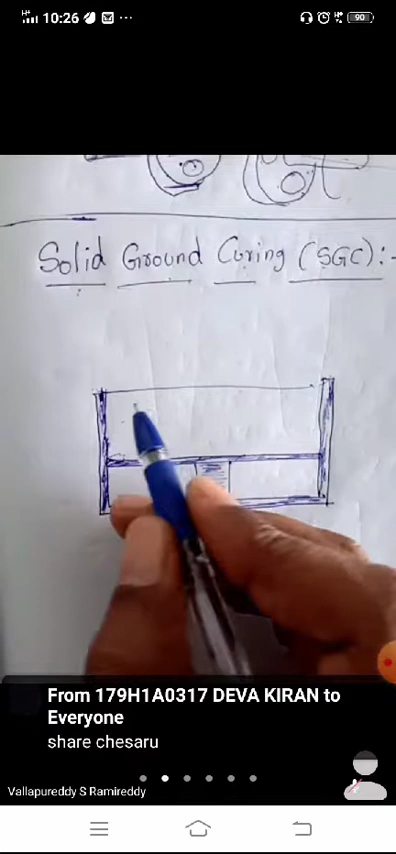 H+ 10:26 ... H+ 90
Solid Ground Curing (SGC):-
From 179H1A0317 DEVA KIRAN to
Everyone
share chesaru
Vallapureddy S Ramireddy